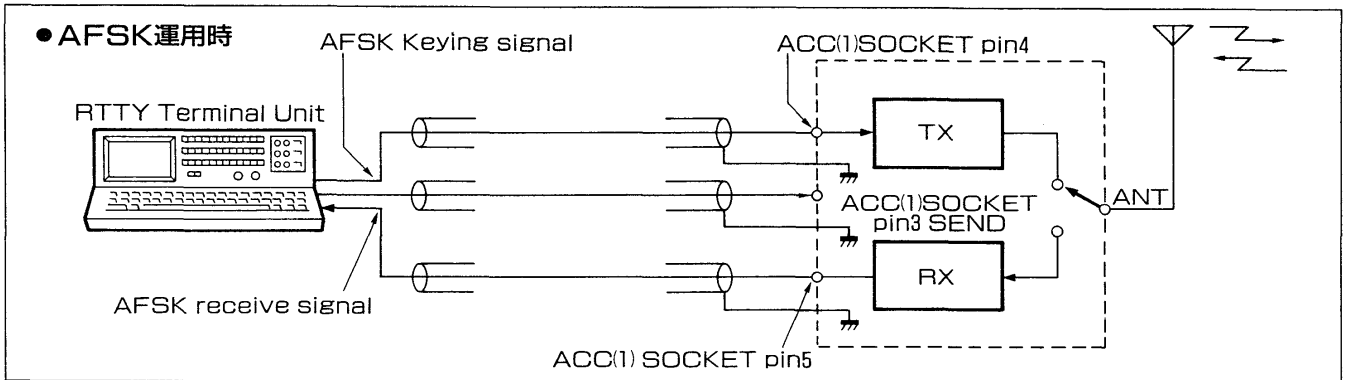 ●AFSK運用時
AFSK Keying signal
ACC(1)SOCKET pin4
RTTY Terminal Unit
TX
ACC(1)SOCKET
pin3 SEND
ANT
RX
AFSK receive signal
ACC(1) SOCKET pin5